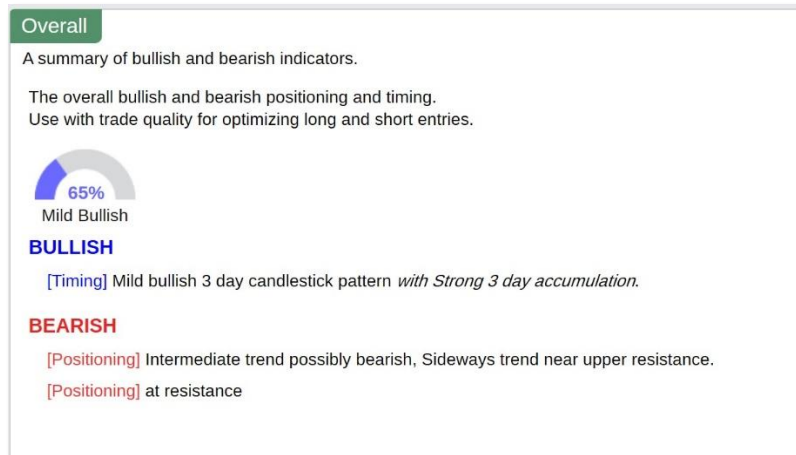 Overall
A summary of bullish and bearish indicators.
The overall bullish and bearish positioning and timing.
Use with trade quality for optimizing long and short entries.
65%
Mild Bullish
BULLISH
[Timing] Mild bullish 3 day candlestick pattern with Strong 3 day accumulation.
BEARISH
[Positioning] Intermediate trend possibly bearish, Sideways trend near upper resistance.
[Positioning] at resistance